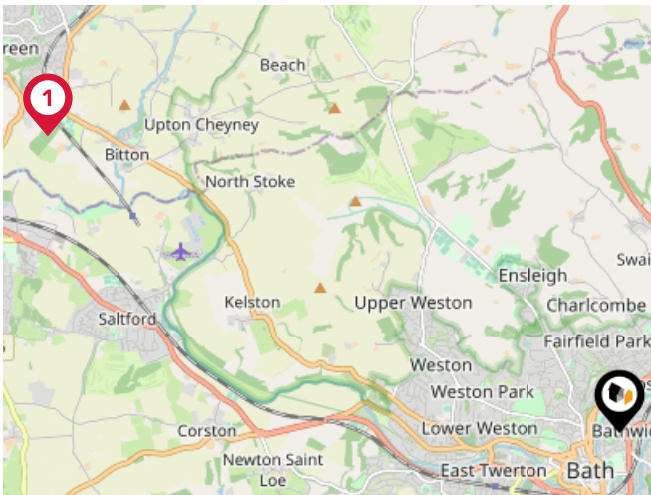 reen
Beach
1
Upton Cheyney
Bitton
North Stoke
Ensleigh
Swai
Kelston
Upper Weston
Charlcombe
Saltford
Fairfield Park
Weston
Weston Park
Corston
Lower Weston
Bathwi
Newton Saint
Loe
East Twerton
Bath